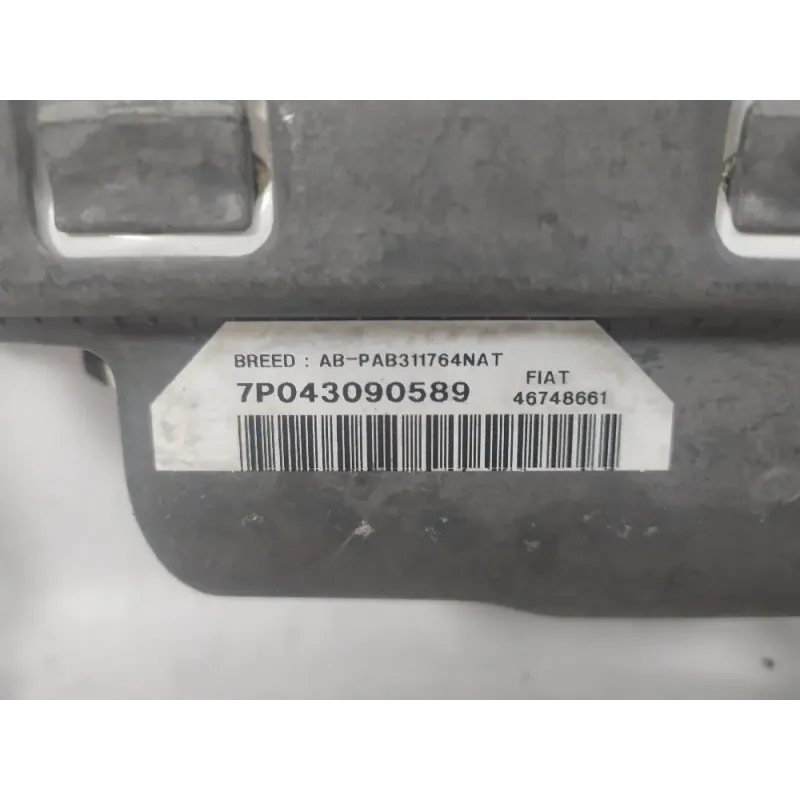 BREED : AB-PAB311764NAT
7P043090589
FIAT
46748661